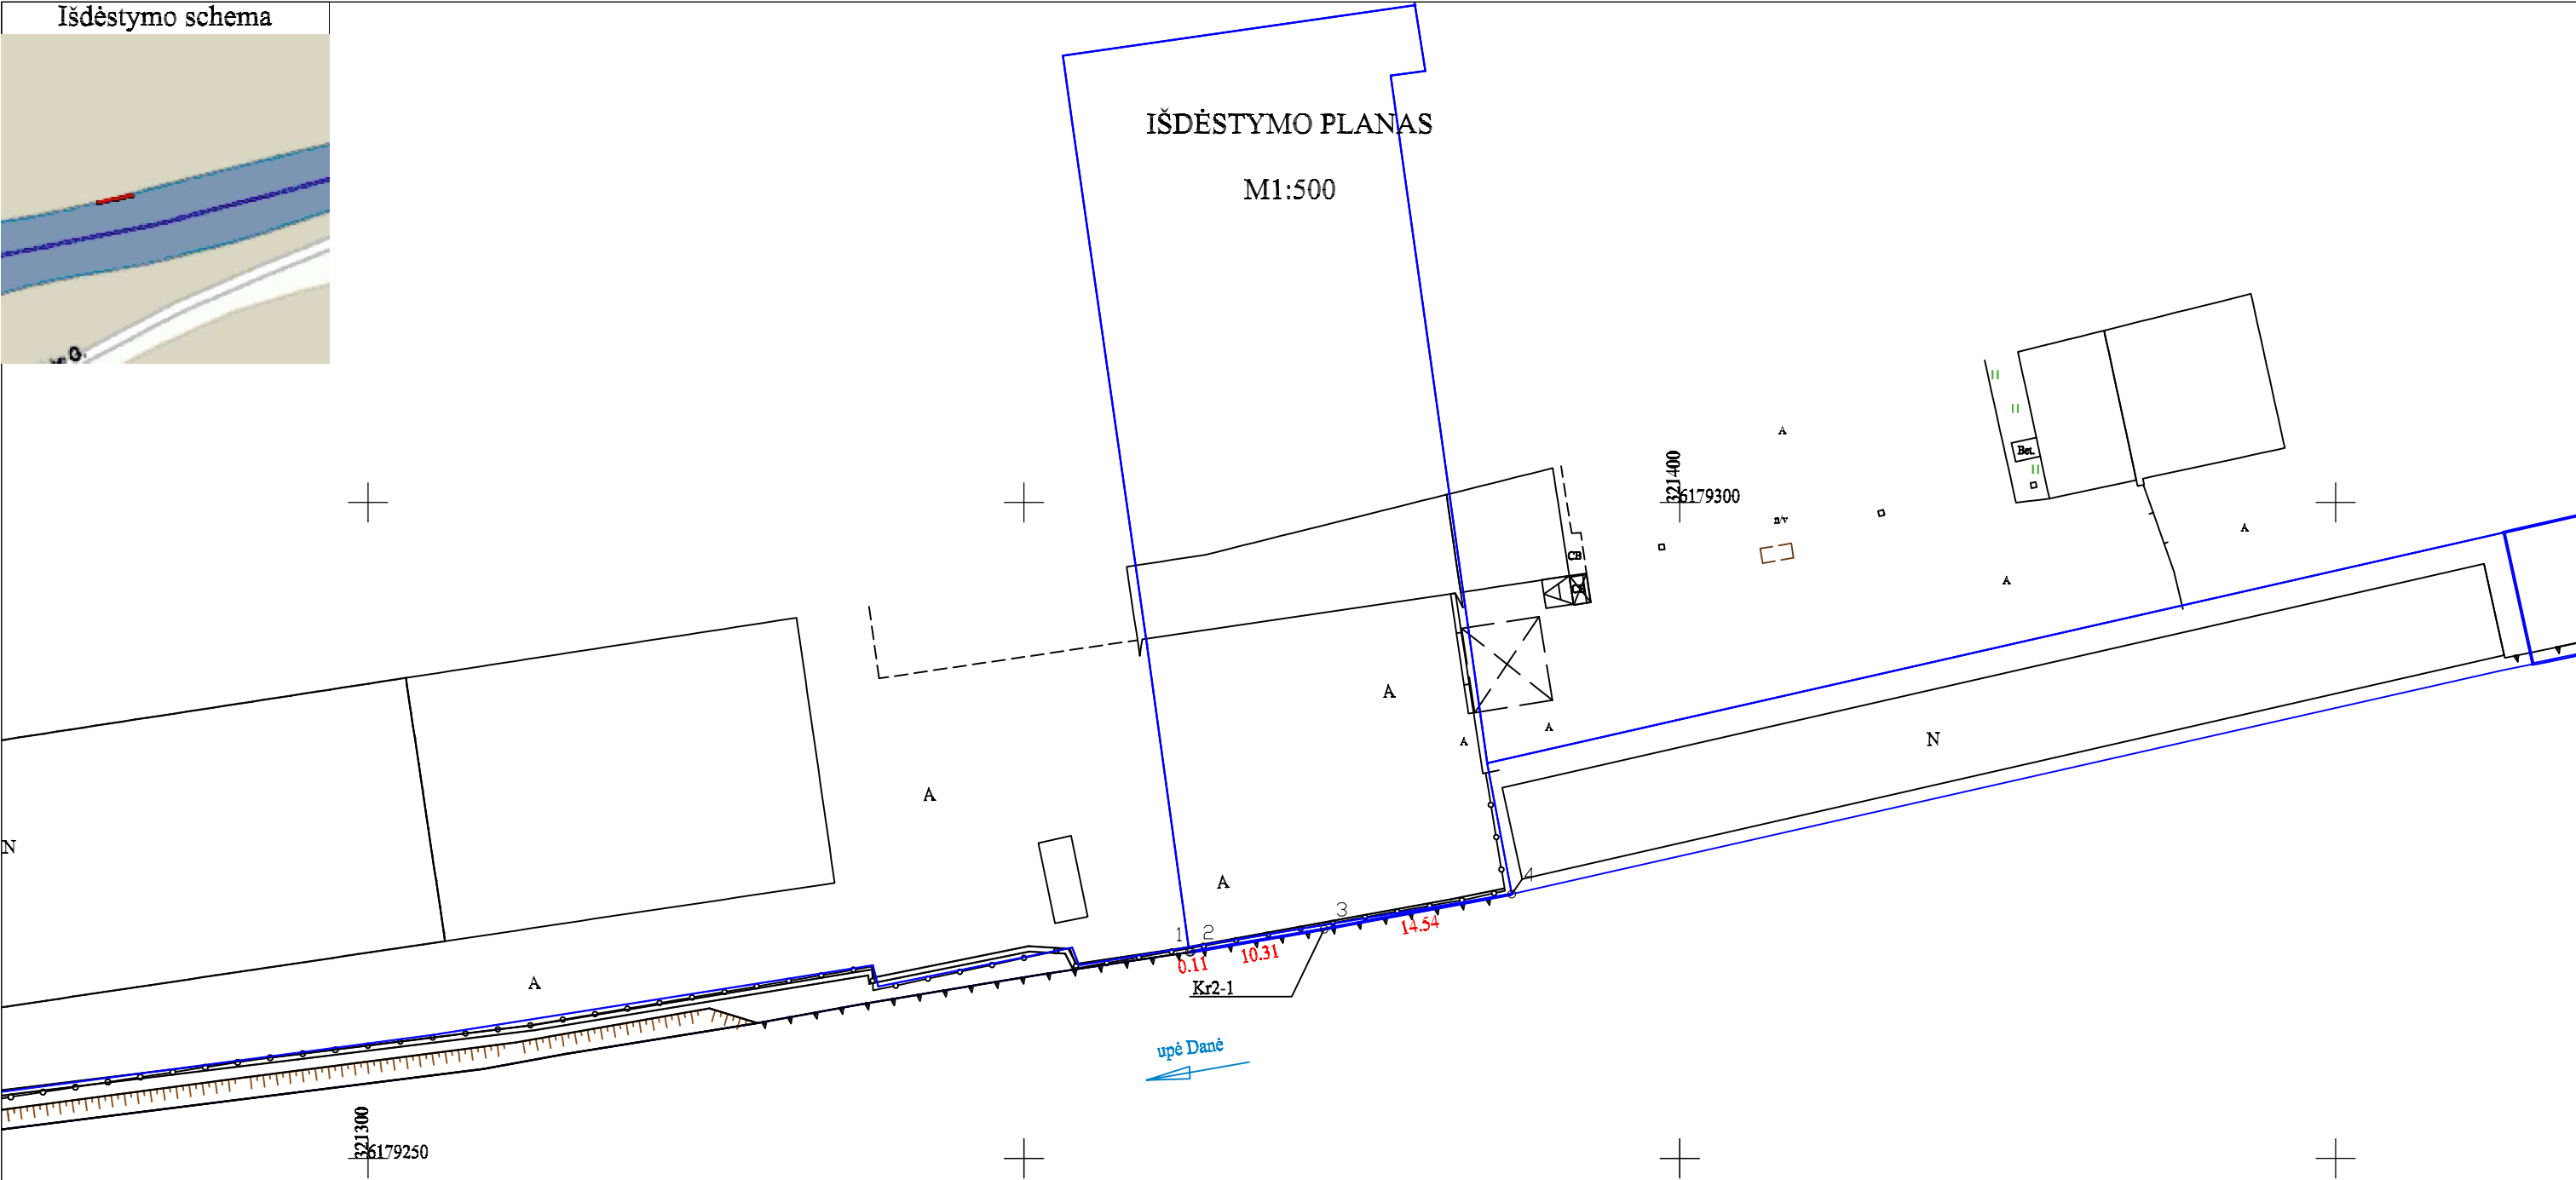 Išdėstymo schema
IŠDĖSTYMO PLANAS
M1:500
A
Bet.
321400
6179300
n/v
A
CB
A
A
A
A
N
A
N
A
4
3
1
2
14.54
10.31
0.11
A
Kr2-1
upė Danė
321300
6179250